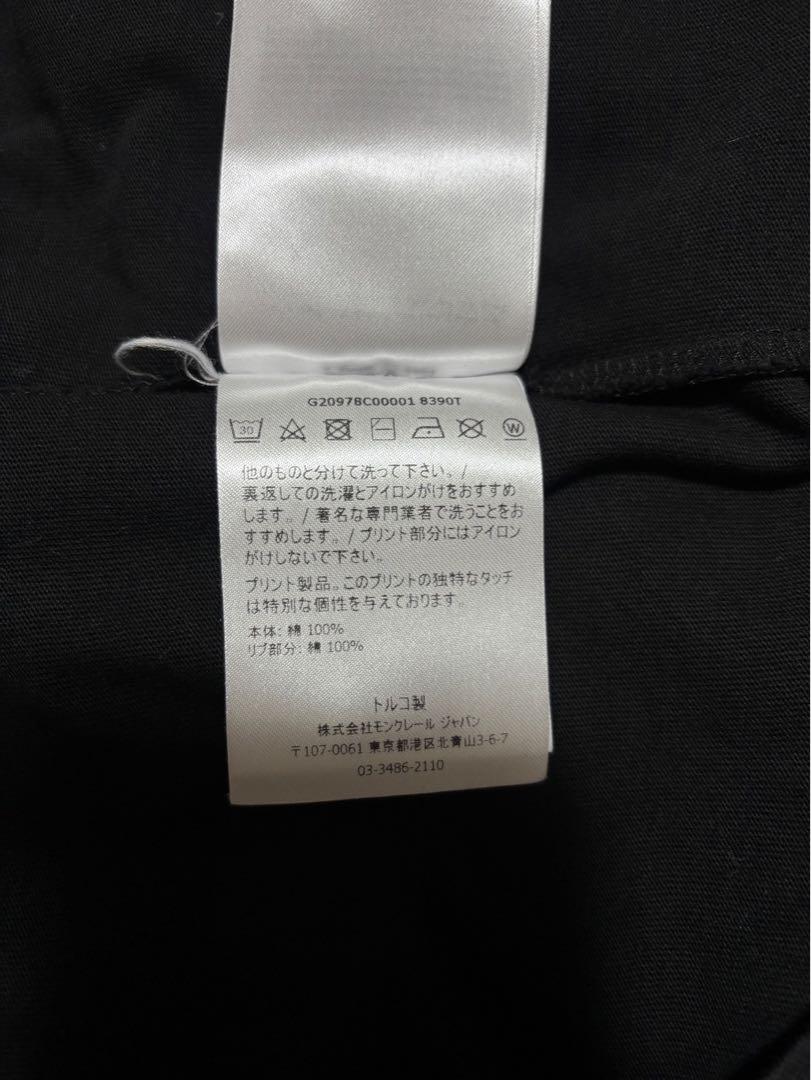 G20978C00001 8390T
30
W
他のものと分けて洗って下さい。/
裏返しての洗濯とアイロンがけをおすすめ
します。/ 著名な専門業者で洗うことをお
すすめします。/ プリント部分にはアイロン
がけしないで下さい。
プリント製品。このプリントの独特なタッチ
は特別な個性を与えております。
本体: 綿 100%
リブ部分: 綿 100%
トルコ製
株式会社モンクレール ジャパン
〒107-0061 東京都港区北青山3-6-7
03-3486-2110